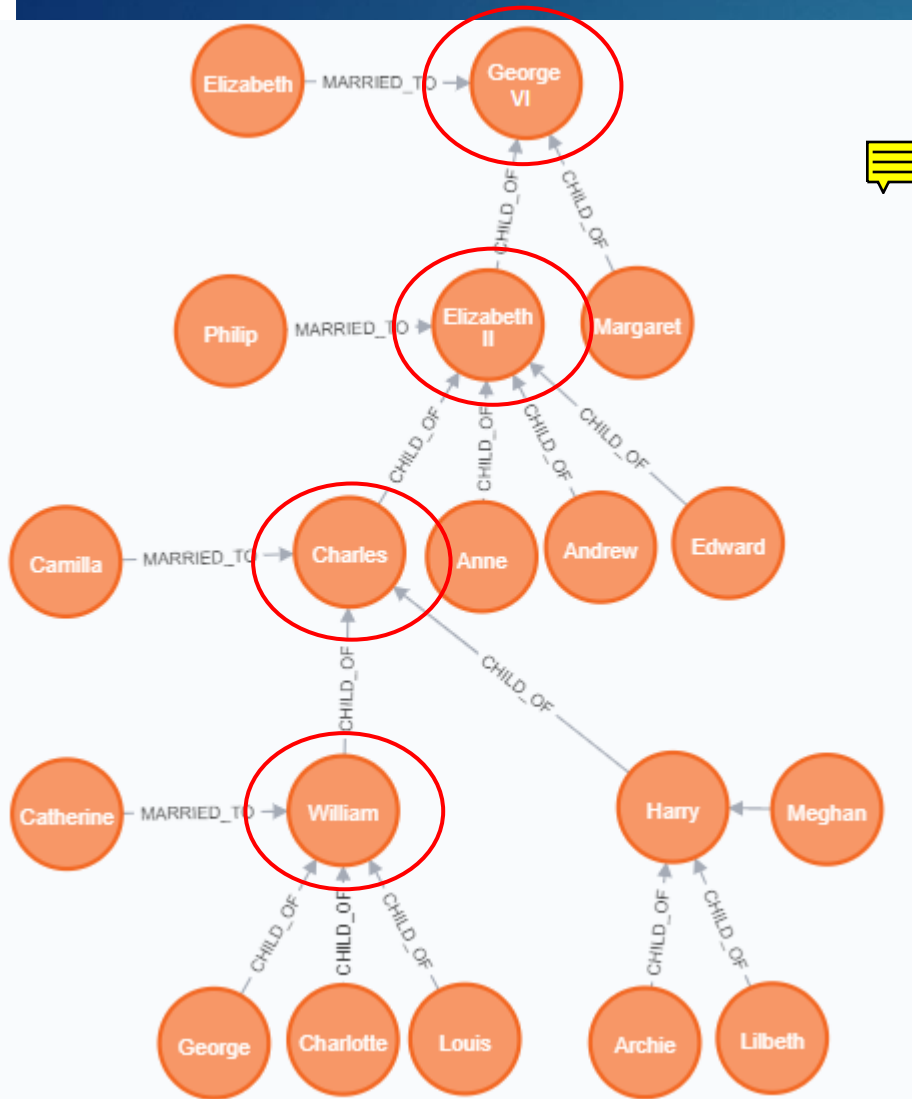 Elizabeth
MARRIED_TO
George
VI
CHILD_OF
CHILD_OF
Philip
MARRIED_TO
Elizabeth
II
Margaret
CHILD_OF
CHILD_OF
CHILD_OF
CHILD_OF
Camilla
MARRIED_TO
Charles
Anne
Andrew
Edward
CHILD_OF
CHILD_OF
Catherine
MARRIED_TO
William
Harry
Meghan
CHILD_OF
CHILD_OF
CHILD_OF
CHILD_OF
CHILD_OF
George
Charlotte
Louis
Archie
Lilbeth